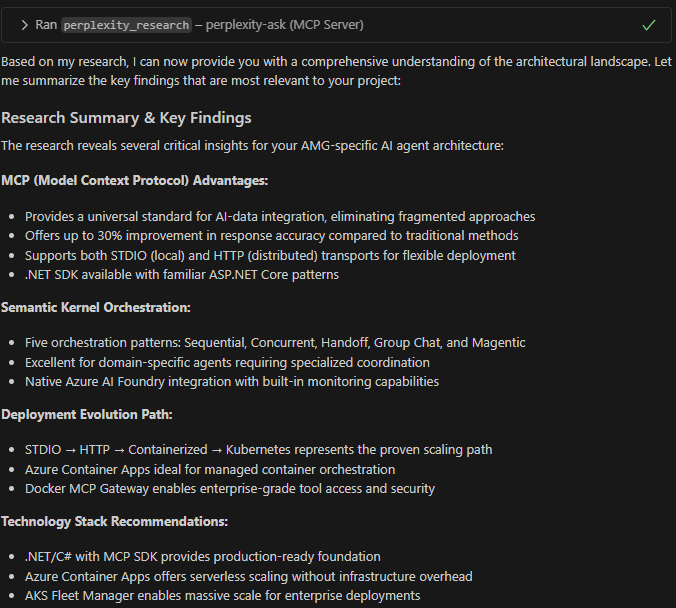 Ran perplexity_research – perplexity-ask (MCP Server)
Based on my research, I can now provide you with a comprehensive understanding of the architectural landscape. Let
me summarize the key findings that are most relevant to your project:
Research Summary & Key Findings
The research reveals several critical insights for your AMG-specific AI agent architecture:
MCP (Model Context Protocol) Advantages:
• Provides a universal standard for AI-data integration, eliminating fragmented approaches
• Offers up to 30% improvement in response accuracy compared to traditional methods
• Supports both STDIO (local) and HTTP (distributed) transports for flexible deployment
• .NET SDK available with familiar ASP.NET Core patterns
Semantic Kernel Orchestration:
• Five orchestration patterns: Sequential, Concurrent, Handoff, Group Chat, and Magentic
• Excellent for domain-specific agents requiring specialized coordination
• Native Azure AI Foundry integration with built-in monitoring capabilities
Deployment Evolution Path:
• STDIO → HTTP → Containerized → Kubernetes represents the proven scaling path
• Azure Container Apps ideal for managed container orchestration
• Docker MCP Gateway enables enterprise-grade tool access and security
Technology Stack Recommendations:
• .NET/C# with MCP SDK provides production-ready foundation
• Azure Container Apps offers serverless scaling without infrastructure overhead
• AKS Fleet Manager enables massive scale for enterprise deployments